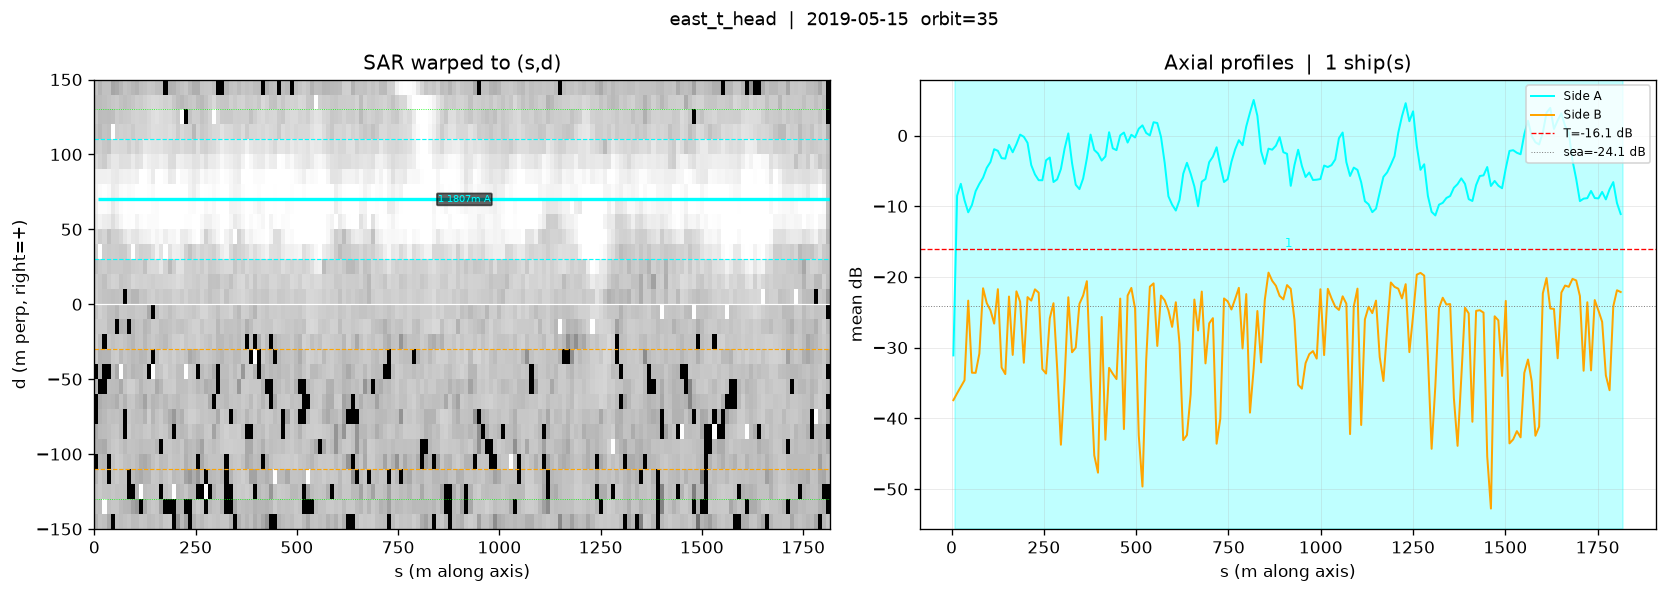 east_t_head | 2019-05-15 orbit=35
SAR warped to (s,d)
150
100
50
0
−50
−100
−150
d (m perp, right=+)
1 1807m A
0
250
500
750
1000
1250
1500
1750
s (m along axis)
Axial profiles | 1 ship(s)
0
−10
−20
−30
−40
−50
mean dB
Side A
Side B
T=-16.1 dB
sea=-24.1 dB
1
0
250
500
750
1000
1250
1500
1750
s (m along axis)